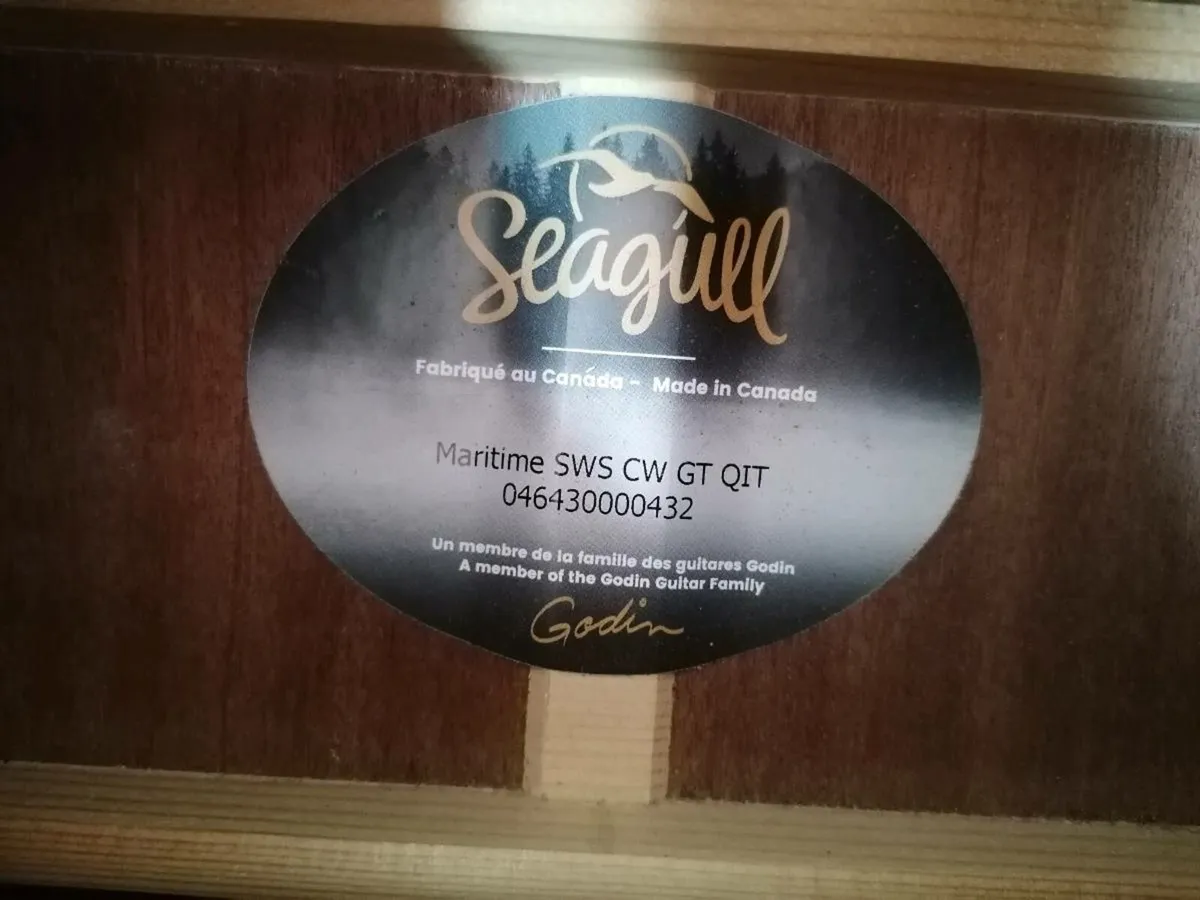 Seagull
Fabriqué au Canada - Made in Canada
Maritime SWS CW GT QIT
046430000432
Un membre de la famille des guitares Godin
A member of the Godin Guitar Family
Godin